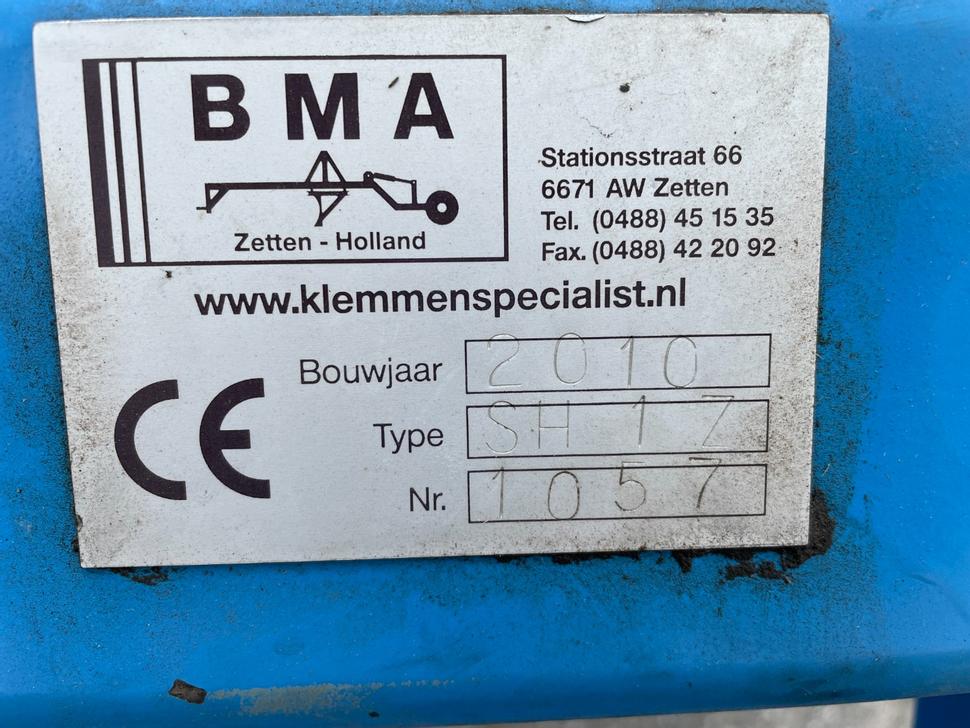 BMA
Zetten - Holland
Stationsstraat 66
6671 AW Zetten
Tel. (0488) 45 15 35
Fax. (0488) 42 20 92
www.klemmenspecialist.nl
CE
Bouwjaar 2010
Type SH 1Z
Nr. 1057